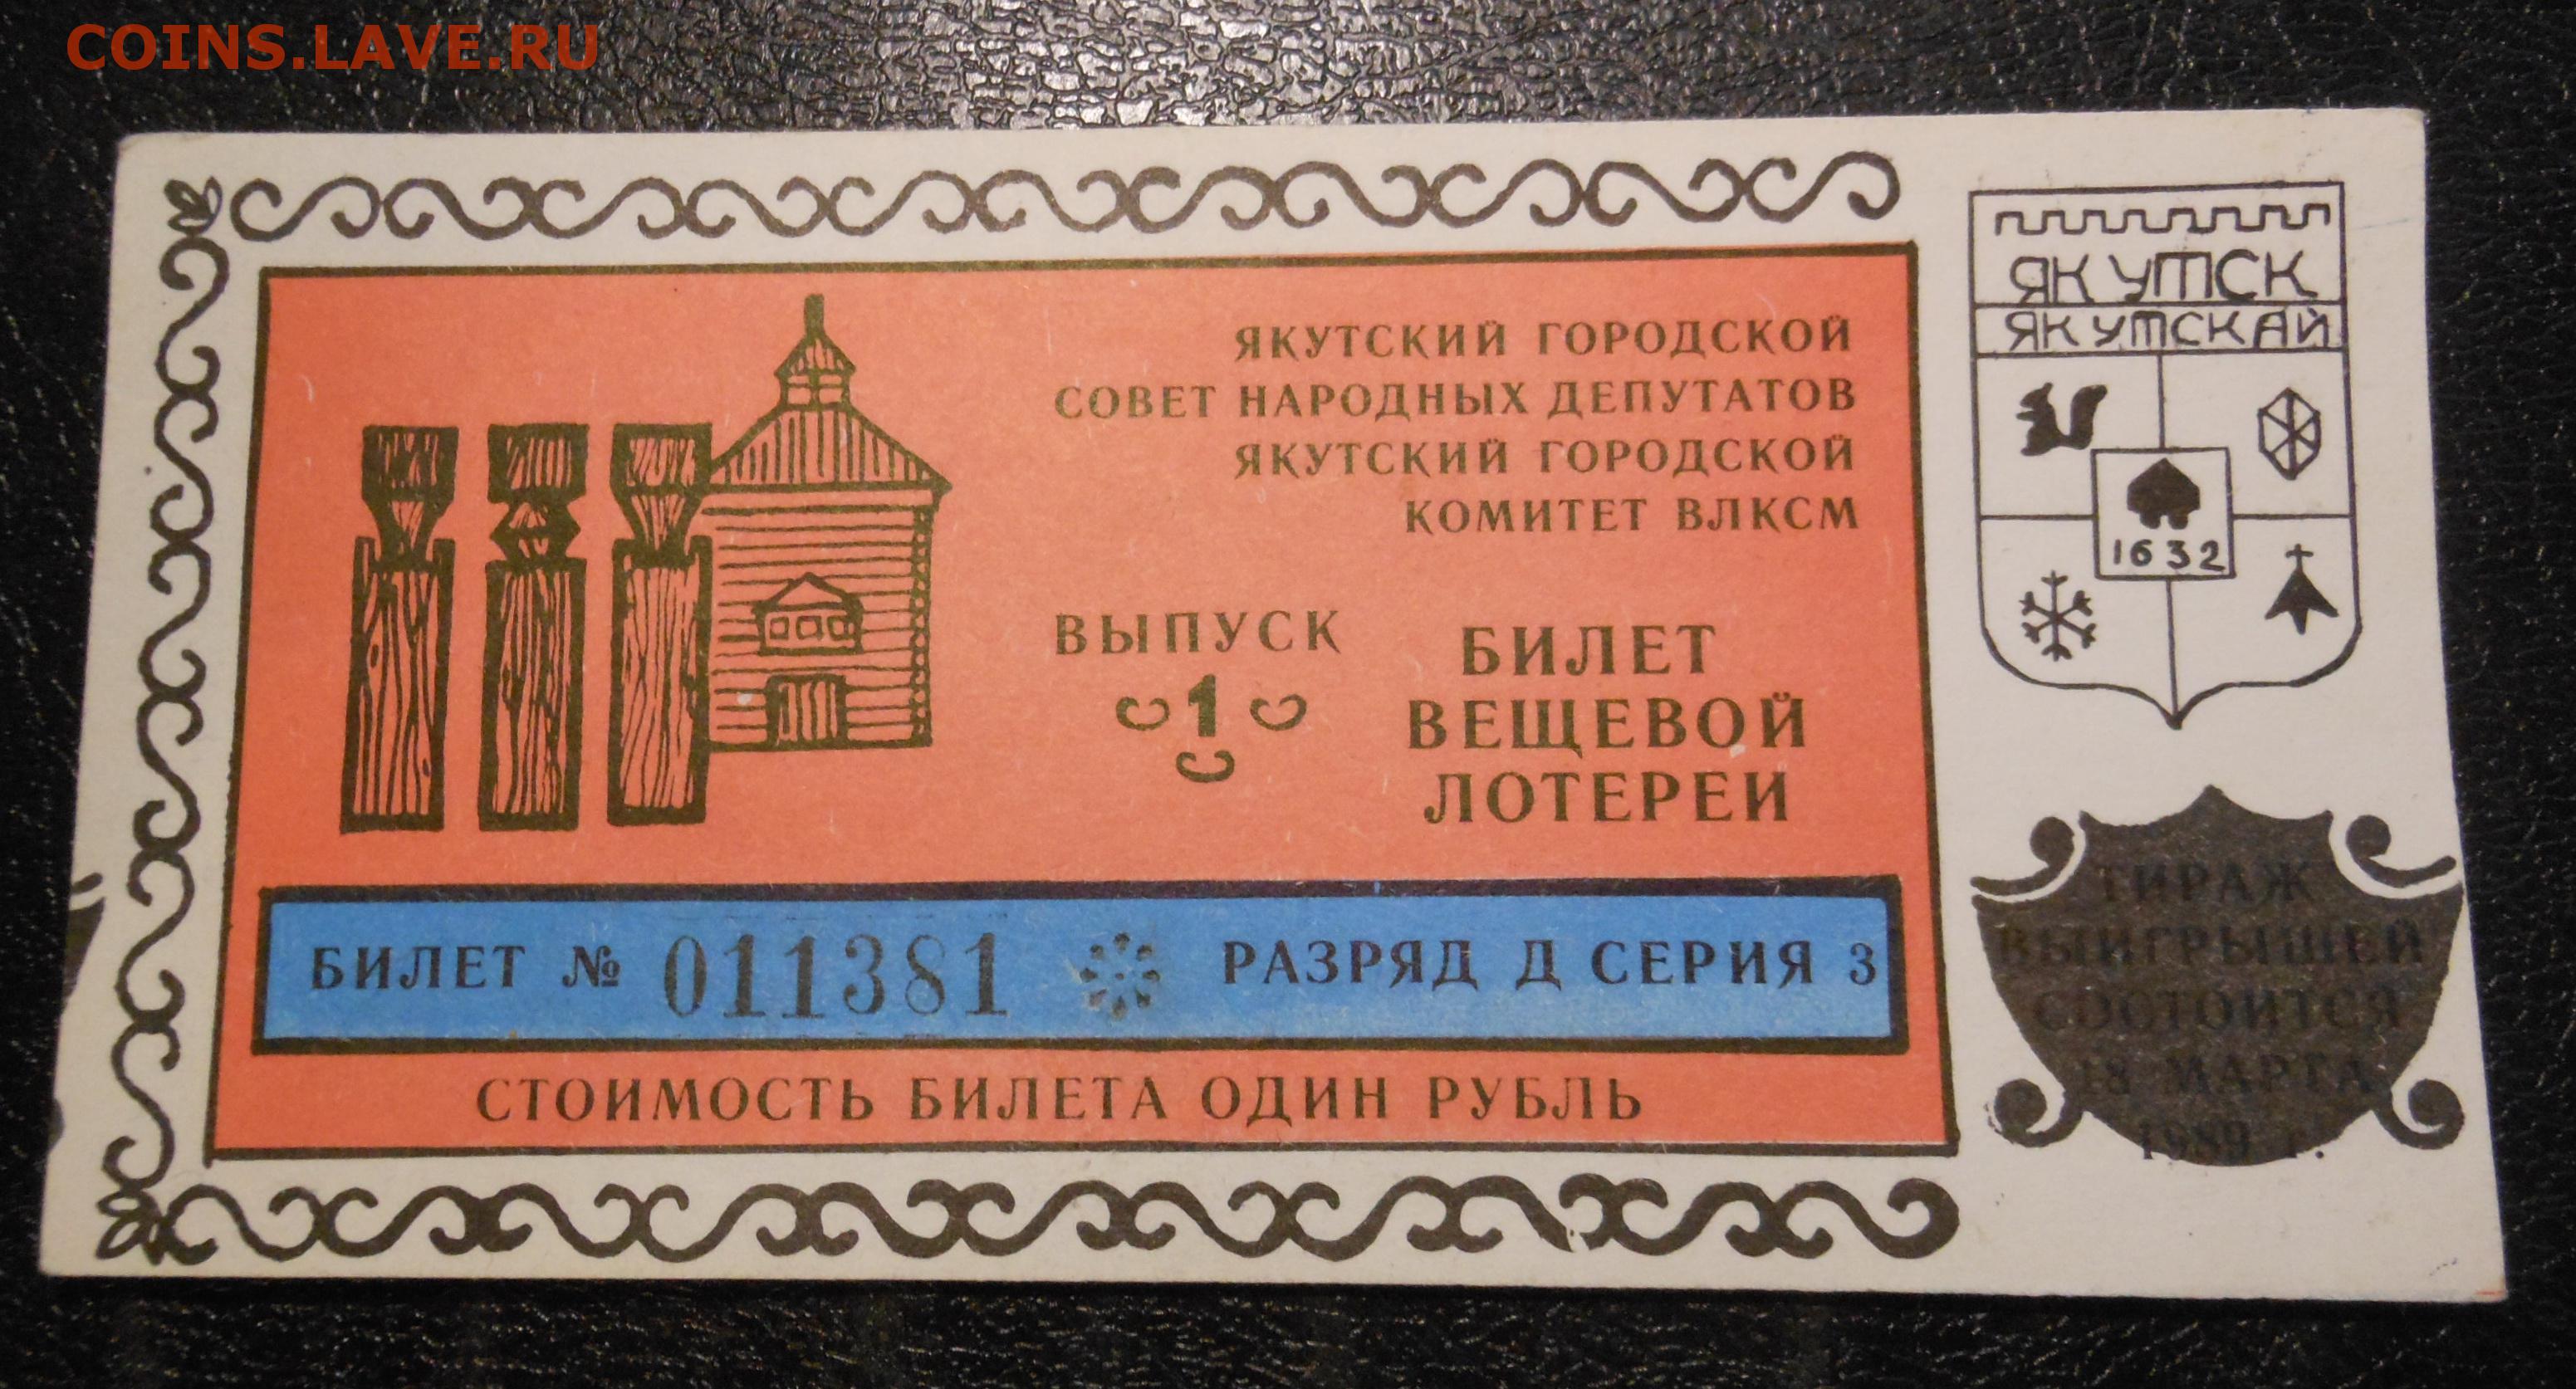 COINS.LAVE.RU
ЯКУТСКИЙ ГОРОДСКОЙ
СОВЕТ НАРОДНЫХ ДЕПУТАТОВ
ЯКУТСКИЙ ГОРОДСКОЙ
КОМИТЕТ ВЛКСМ
ВЫПУСК
1
БИЛЕТ
ВЕЩЕВОЙ
ЛОТЕРЕИ
БИЛЕТ № 011381 РАЗРЯД Д СЕРИЯ 3
СТОИМОСТЬ БИЛЕТА ОДИН РУБЛЬ
ЯКУТСК
ЯКУТСКАЙ
1632
ТИРАЖ
ВЫИГРЫШЕЙ
СОСТОИТСЯ
18 МАРТА
1989 г.